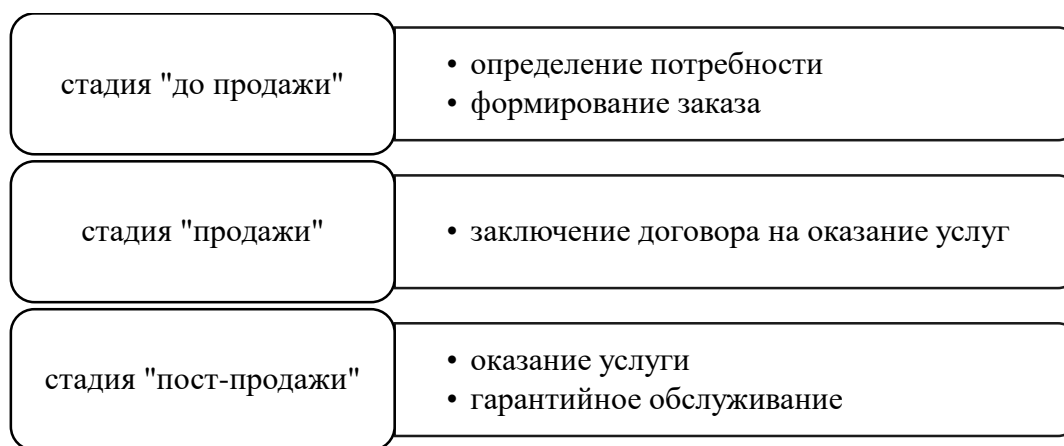 стадия "до продажи"
• определение потребности
• формирование заказа
стадия "продажи"
• заключение договора на оказание услуг
стадия "пост-продажи"
• оказание услуги
• гарантийное обслуживание